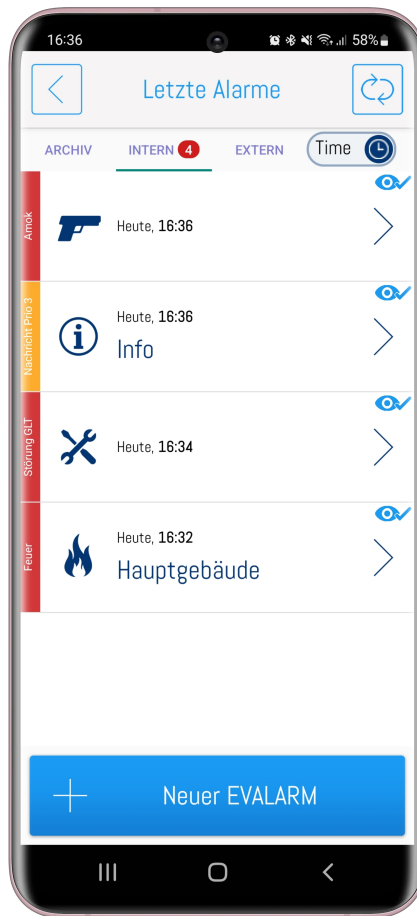 16:36
58%
Letzte Alarme
ARCHIV
INTERN 4
EXTERN
Time
Amok
Heute, 16:36
Nachricht Prio 3
Heute, 16:36
Info
Störung GLT
Heute, 16:34
Feuer
Heute, 16:32
Hauptgebäude
Neuer EVALARM